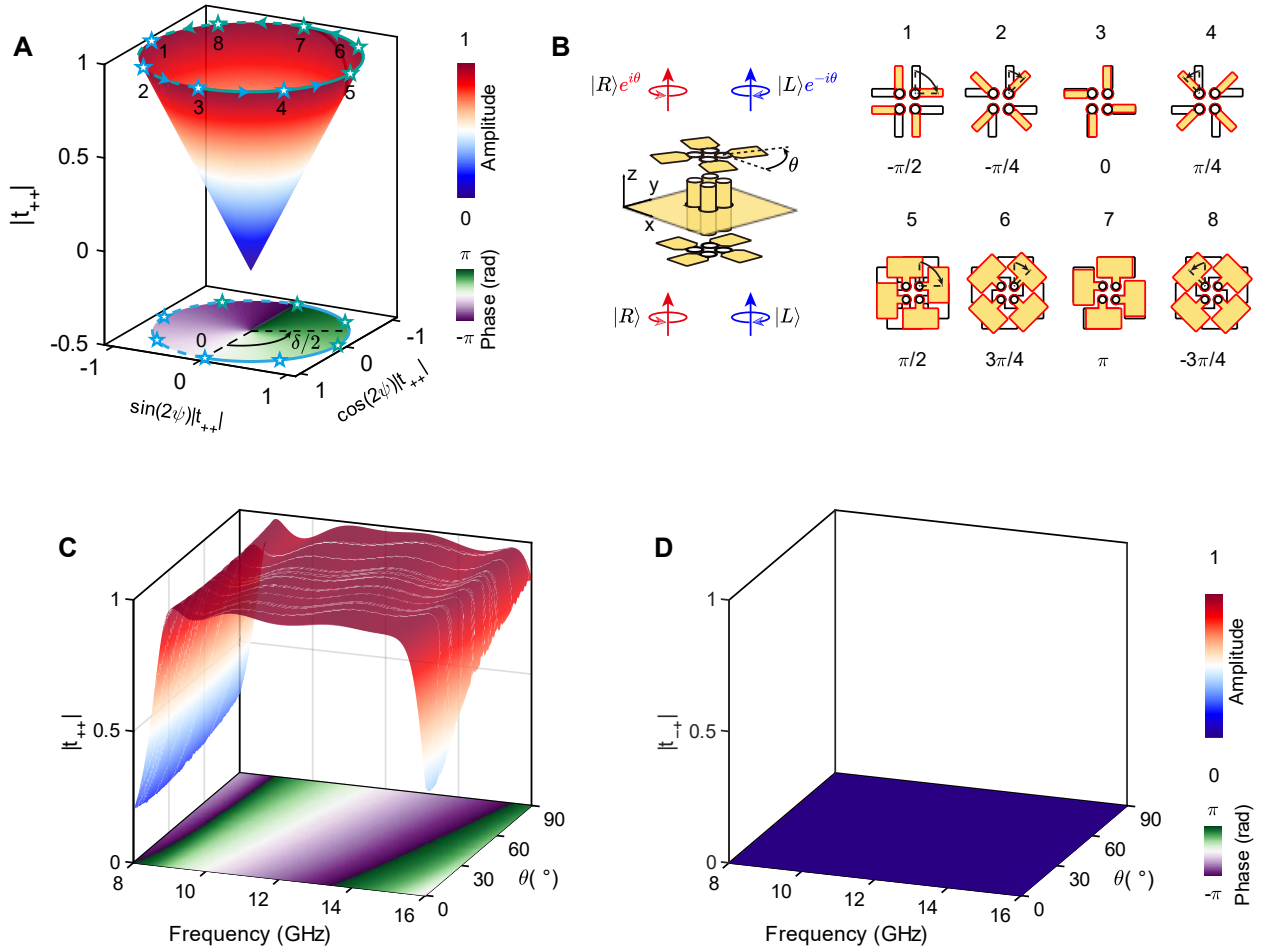 A
1
0.5
0
-0.5
|t₊₊|
8
7
1
6
2
3
4
5
0
δ/2
-1
0
1
sin(2ψ)|t₊₊|
1
0
-1
cos(2ψ)|t₊₊|
1
Amplitude
0
π
Phase (rad)
-π
B
|R⟩e^{iθ}
|L⟩e^{-iθ}
θ
z
y
x
|R⟩
|L⟩
1 2 3 4
-π/2 -π/4 0 π/4
5 6 7 8
π/2 3π/4 π -3π/4
C
1
0.5
0
|t₊₊|
8 10 12 14 16
Frequency (GHz)
0
30
60
90
θ( °)
D
1
0.5
0
|t₋₊|
8 10 12 14 16
Frequency (GHz)
0
30
60
90
θ( °)
1
Amplitude
0
π
Phase (rad)
-π